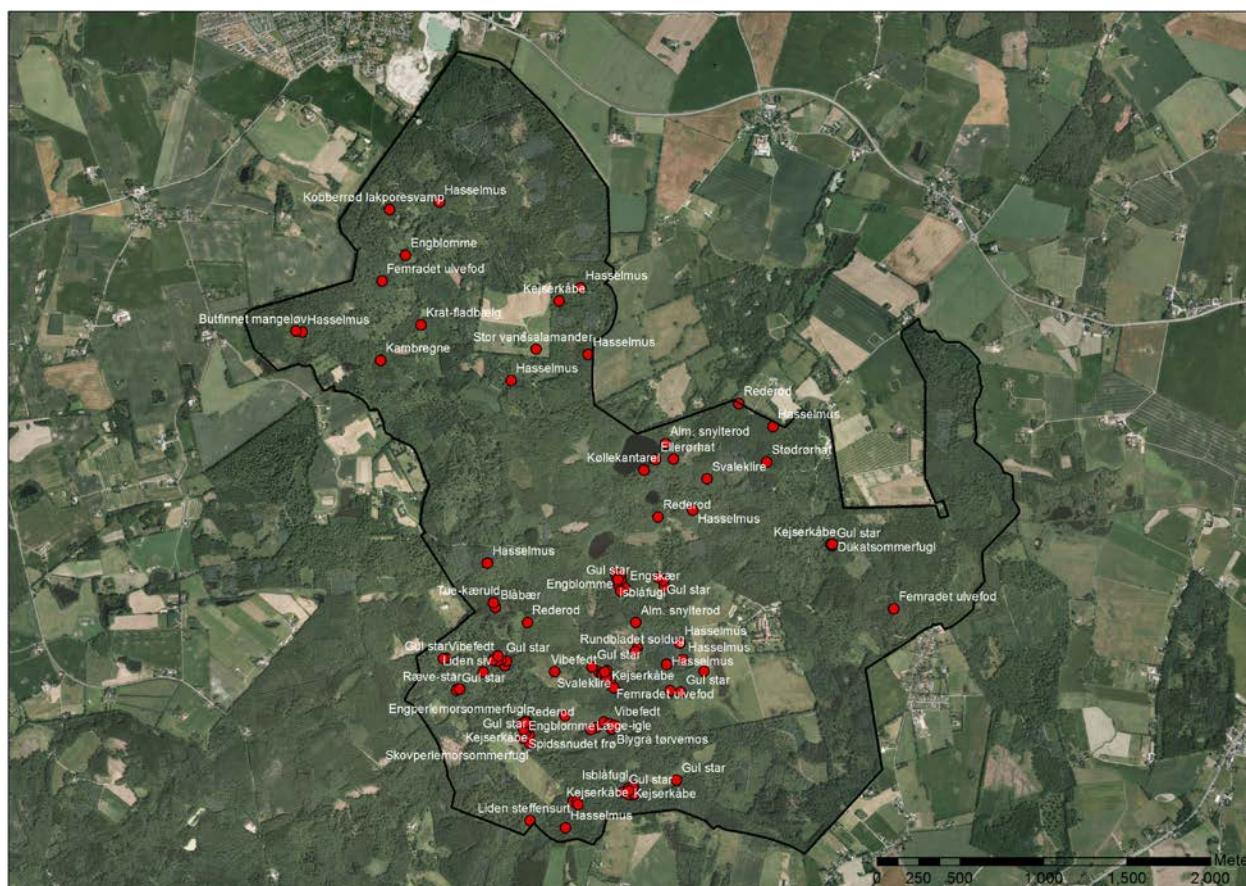 Hasselmus
Kobberrød lakporesvamp
Engblomme
Femradet ulvefod
Hasselmus
Kejserkåbe
Butfinnet mangeløv
Hasselmus
Krat-fladbælg
Stor vandsalamander
Hasselmus
Kambregne
Hasselmus
Rederod
Hasselmus
Alm. snylterod
Ellerørhat
Køllekantarel
Stødrørhat
Svaleklire
Rederod
Hasselmus
Kejserkåbe
Gul star
Dukatsommerfugl
Hasselmus
Gul star
Engskær
Engblomme
Isblåfugl
Gul star
Tue-kæruld
Blåbær
Femradet ulvefod
Rederod
Alm. snylterod
Hasselmus
Rundbladet soldug
Hasselmus
Gul star
Vibefedt
Gul star
Gul star
Liden siv
Vibefedt
Hasselmus
Ræve-star
Gul star
Svaleklire
Kejserkåbe
Gul star
Femradet ulvefod
Engperlemorsommerfugl
Rederod
Vibefedt
Gul star
Engblomme
Læge-igle
Kejserkåbe
Spidssnudet frø
Blygrå tørvemos
Skovperlemorsommerfugl
Isblåfugl
Gul star
Gul star
Kejserkåbe
Kejserkåbe
Liden steffensurt
Hasselmus
Mete
0 250 500 1.000 1.500 2.000